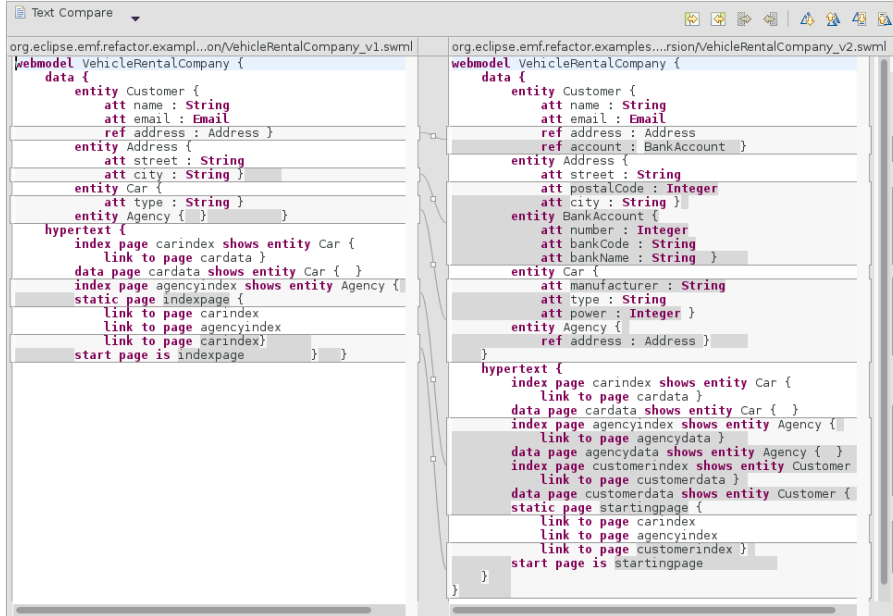 Text Compare
org.eclipse.emf.refactor.exampl...on/VehicleRentalCompany_v1.swml
webmodel VehicleRentalCompany {
data {
entity Customer {
att name : String
att email : Email
ref address : Address }
entity Address {
att street : String
att city : String }
entity Car {
att type : String }
entity Agency { } }
hypertext {
index page carindex shows entity Car {
link to page cardata }
data page cardata shows entity Car { }
index page agencyindex shows entity Agency {
static page indexpage {
link to page carindex
link to page agencyindex
link to page carindex}
start page is indexpage } }
org.eclipse.emf.refactor.examples....rsion/VehicleRentalCompany_v2.swml
webmodel VehicleRentalCompany {
data {
entity Customer {
att name : String
att email : Email
ref address : Address
ref account : BankAccount }
entity Address {
att street : String
att postalCode : Integer
att city : String }
entity BankAccount {
att number : Integer
att bankCode : String
att bankName : String }
entity Car {
att manufacturer : String
att type : String
att power : Integer }
entity Agency {
ref address : Address }
}
hypertext {
index page carindex shows entity Car {
link to page cardata }
data page cardata shows entity Car { }
index page agencyindex shows entity Agency {
link to page agencydata }
data page agencydata shows entity Agency { }
index page customerindex shows entity Customer
link to page customerdata }
data page customerdata shows entity Customer {
static page startingpage {
link to page carindex
link to page agencyindex
link to page customerindex }
start page is startingpage
}
}